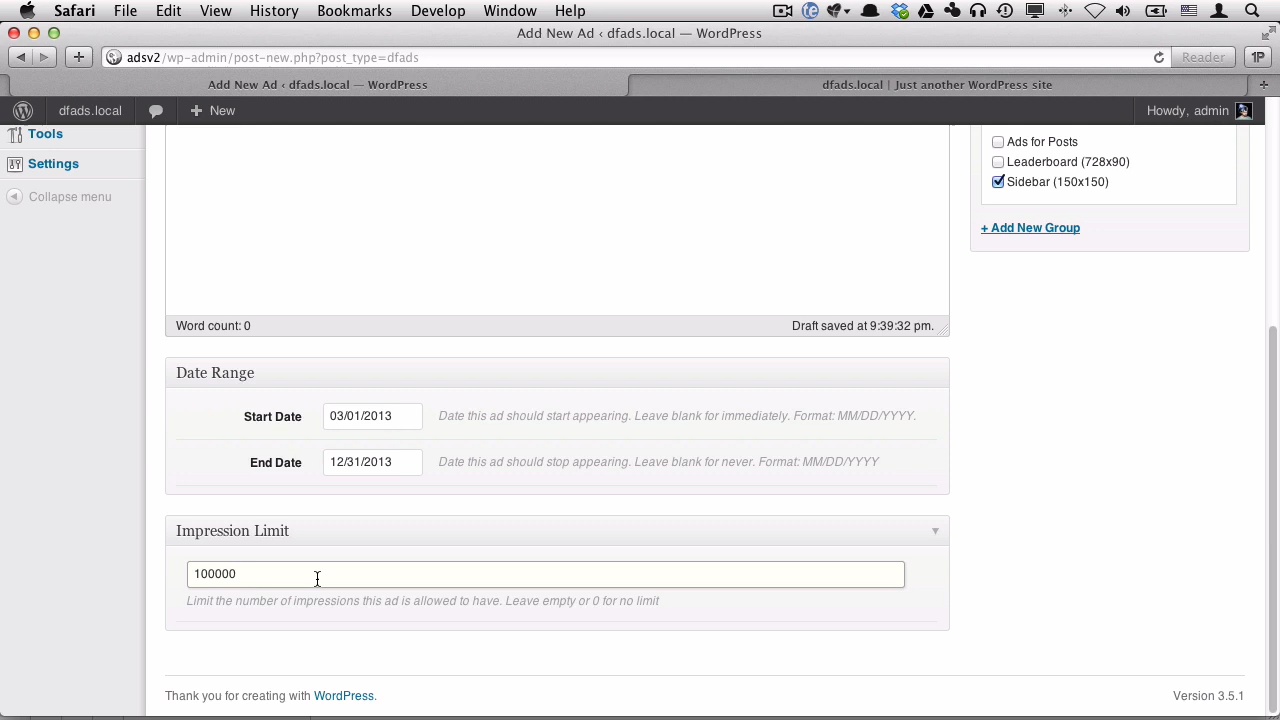 Safari File Edit View History Bookmarks Develop Window Help
Add New Ad ‹ dfads.local — WordPress
adsv2/wp-admin/post-new.php?post_type=dfads
Reader
1P
Add New Ad ‹ dfads.local — WordPress
dfads.local | Just another WordPress site
dfads.local
New
Howdy, admin
Tools
Settings
Collapse menu
Ads for Posts
Leaderboard (728x90)
Sidebar (150x150)
+ Add New Group
Word count: 0
Draft saved at 9:39:32 pm.
Date Range
Start Date 03/01/2013 Date this ad should start appearing. Leave blank for immediately. Format: MM/DD/YYYY.
End Date 12/31/2013 Date this ad should stop appearing. Leave blank for never. Format: MM/DD/YYYY
Impression Limit
100000
Limit the number of impressions this ad is allowed to have. Leave empty or 0 for no limit
Thank you for creating with WordPress.
Version 3.5.1